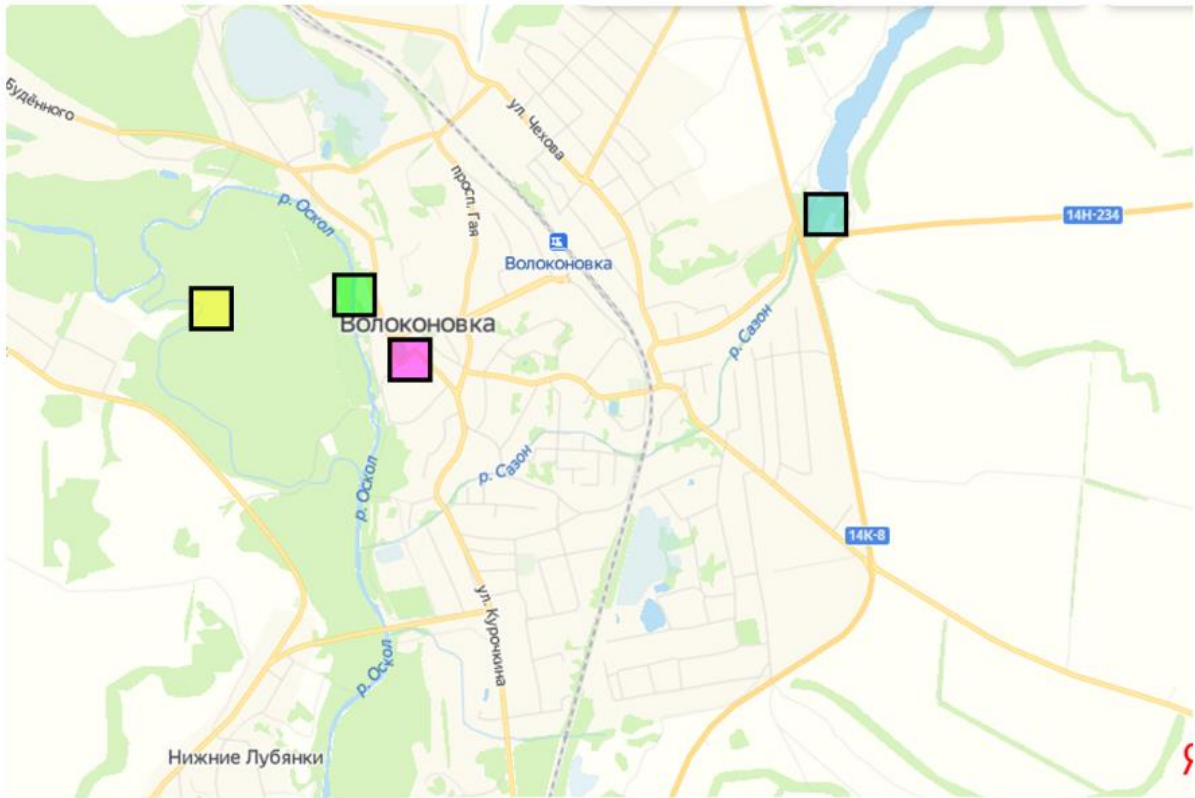 Будённого
ул. Чехова
просп. Гая
р. Оскол
14Н-234
Волоконовка
Волоконовка
р. Сазон
р. Сазон
р. Оскол
14К-8
ул. Курочкина
р. Оскол
Нижние Лубянки
Я